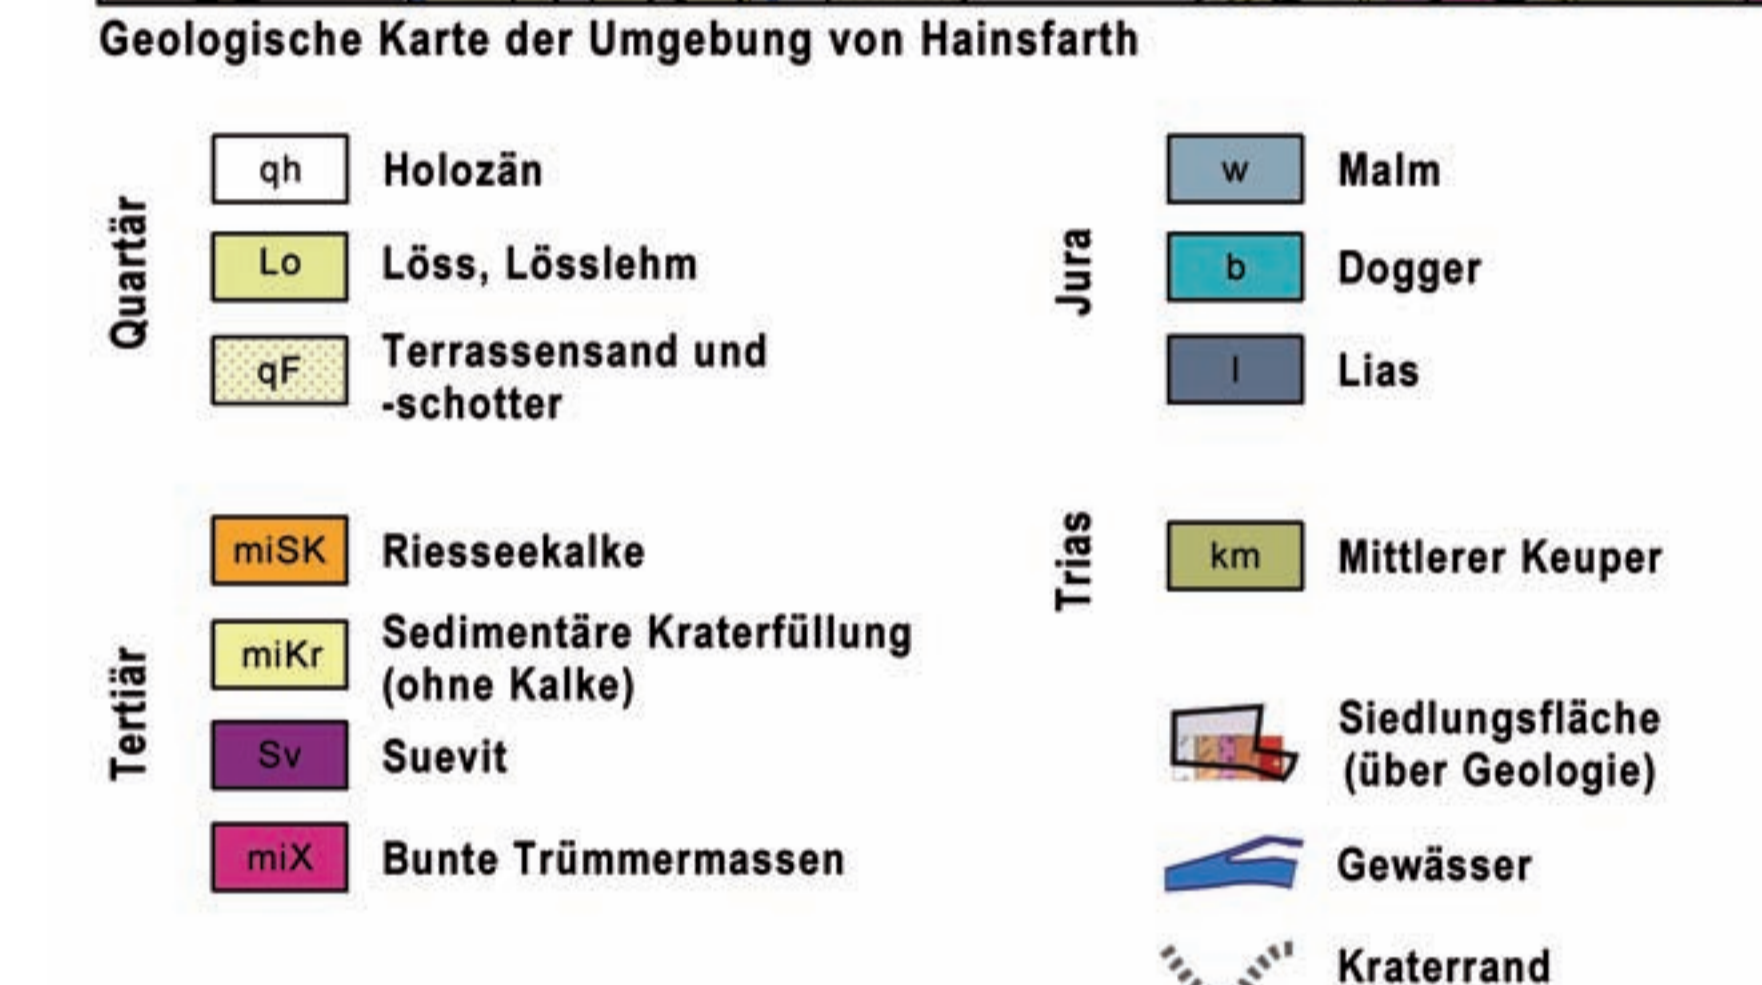 Geologische Karte der Umgebung von Hainsfarth
Quartär
qh Holozän
Lo Löss, Lösslehm
qF Terrassensand und
-schotter
Tertiär
miSK Riesseekalke
miKr Sedimentäre Kraterfüllung
(ohne Kalke)
Sv Suevit
miX Bunte Trümmermassen
Jura
w Malm
b Dogger
l Lias
Trias
km Mittlerer Keuper
Siedlungsfläche
(über Geologie)
Gewässer
Kraterrand